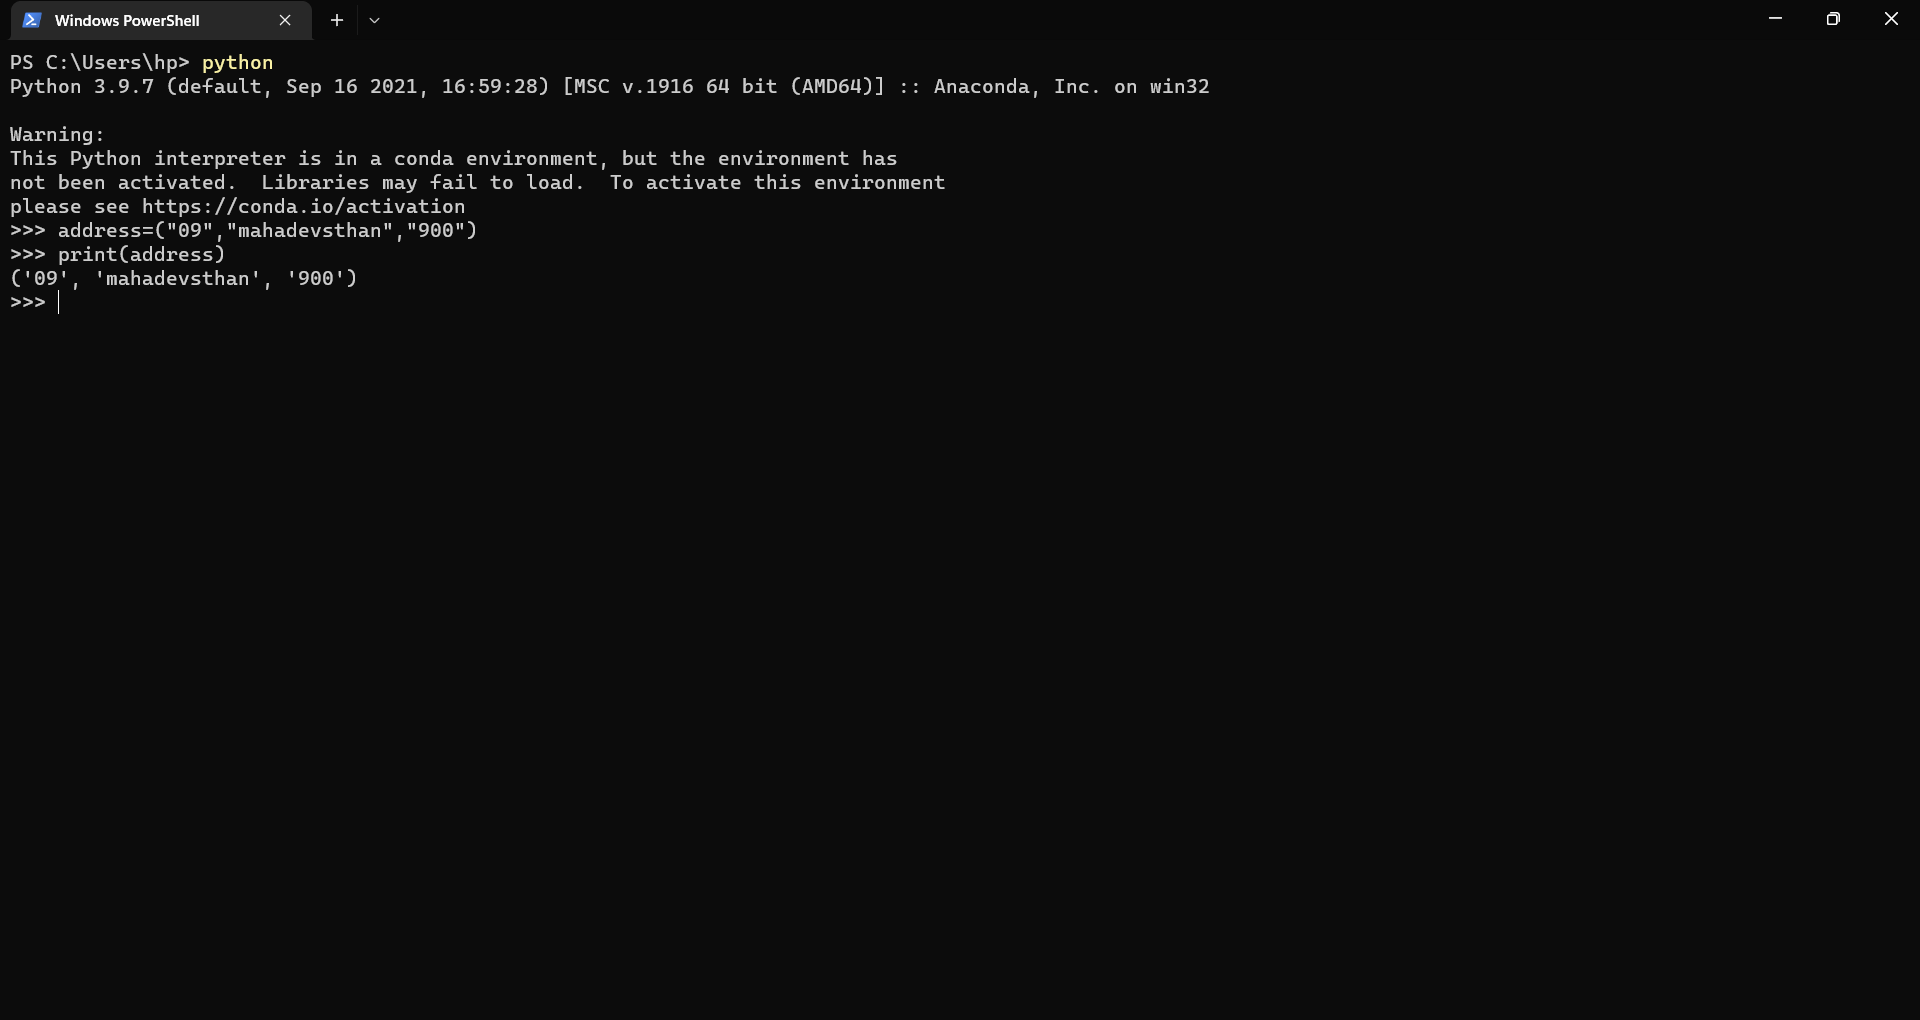 Windows PowerShell
PS C:\Users\hp> python
Python 3.9.7 (default, Sep 16 2021, 16:59:28) [MSC v.1916 64 bit (AMD64)] :: Anaconda, Inc. on win32
Warning:
This Python interpreter is in a conda environment, but the environment has
not been activated.  Libraries may fail to load.  To activate this environment
please see https://conda.io/activation
>>> address=("09","mahadevsthan","900")
>>> print(address)
('09', 'mahadevsthan', '900')
>>>